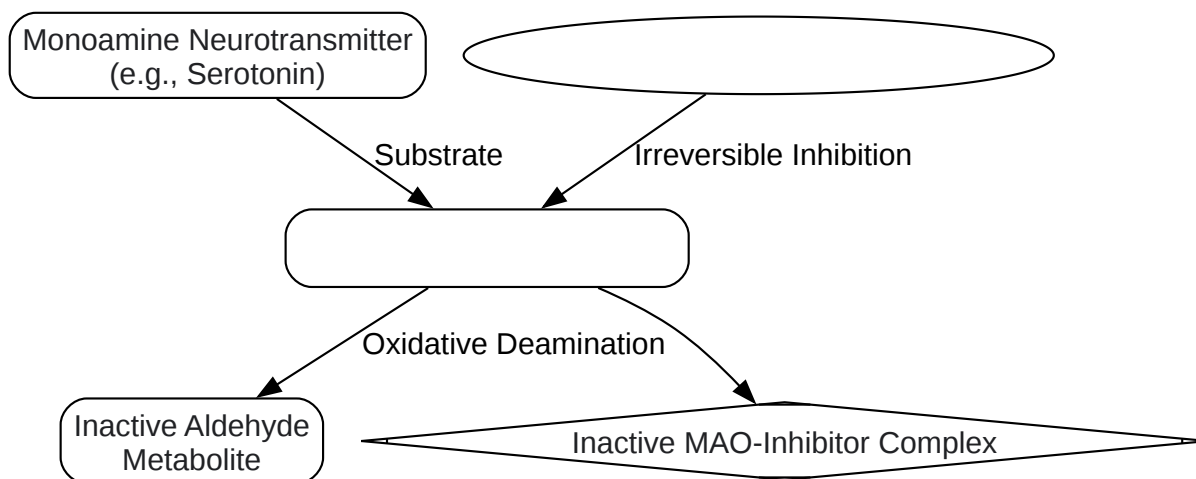 Monoamine Neurotransmitter
(e.g., Serotonin)
Substrate
Irreversible Inhibition
Oxidative Deamination
Inactive Aldehyde
Metabolite
Inactive MAO-Inhibitor Complex